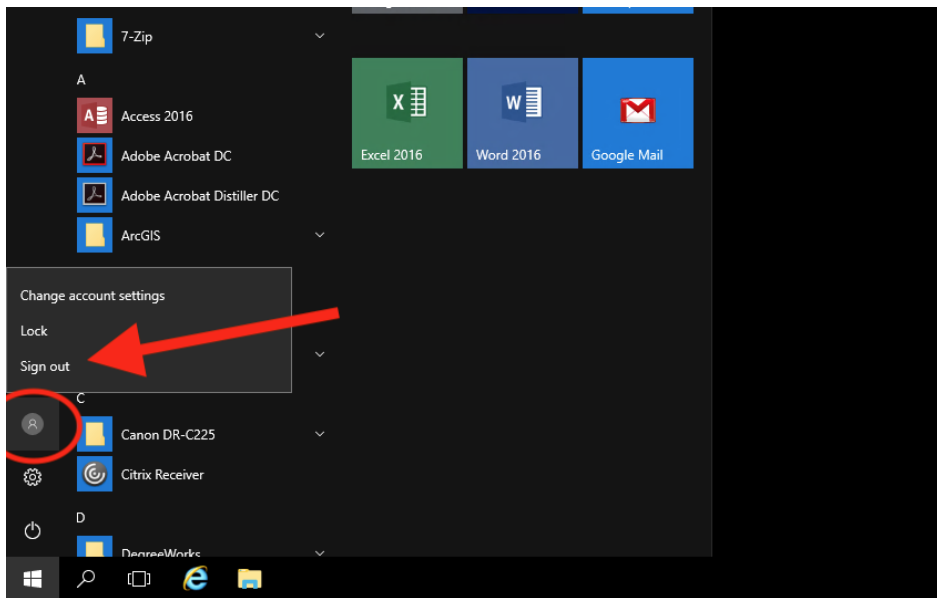 7-Zip
A
Access 2016
Adobe Acrobat DC
Adobe Acrobat Distiller DC
ArcGIS
Change account settings
Lock
Sign out
C
Canon DR-C225
Citrix Receiver
D
DegreeWorks
Excel 2016
Word 2016
Google Mail